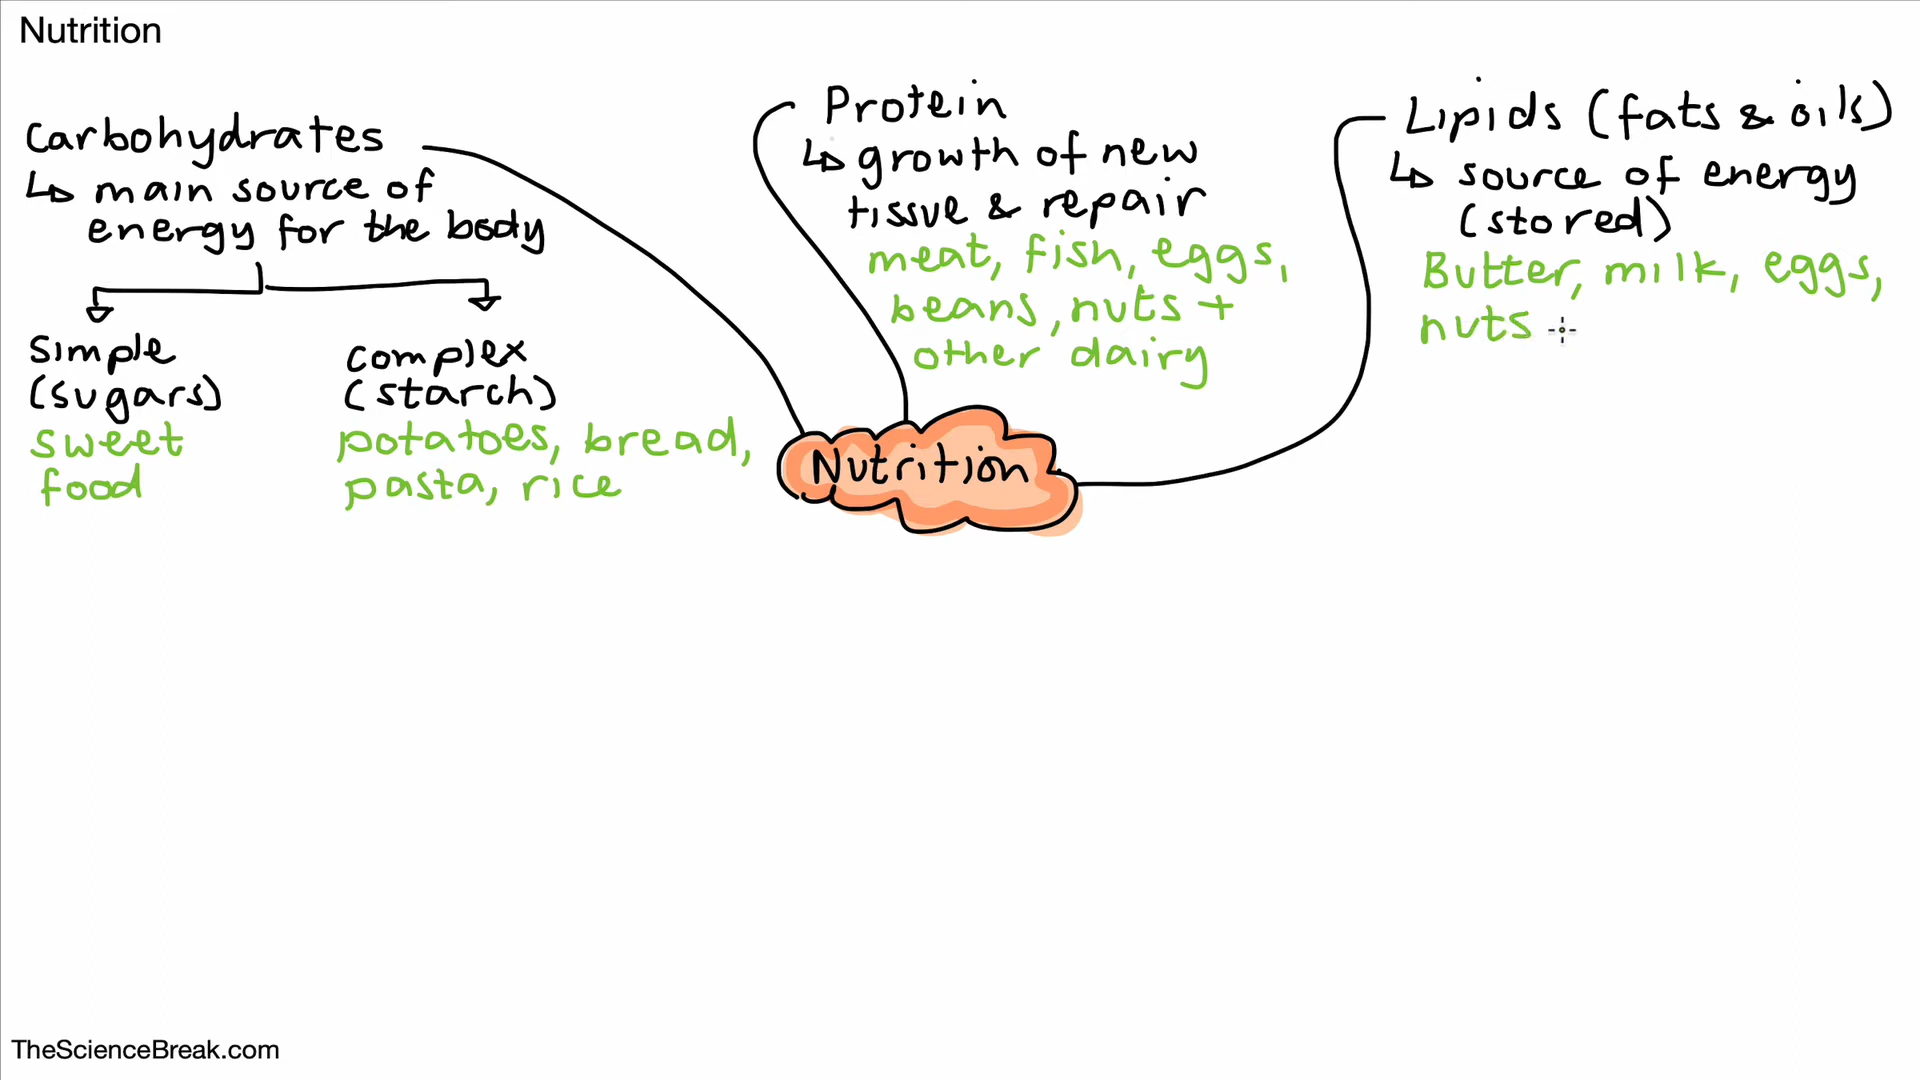 Nutrition
Carbohydrates
↳ main source of
energy for the body
Simple
(sugars)
sweet
food
complex
(starch)
potatoes, bread,
pasta, rice
Protein
↳ growth of new
tissue & repair
meat, fish, eggs,
beans, nuts +
other dairy
Lipids (fats & oils)
↳ source of energy
(stored)
Butter, milk, eggs,
nuts
Nutrition
TheScienceBreak.com